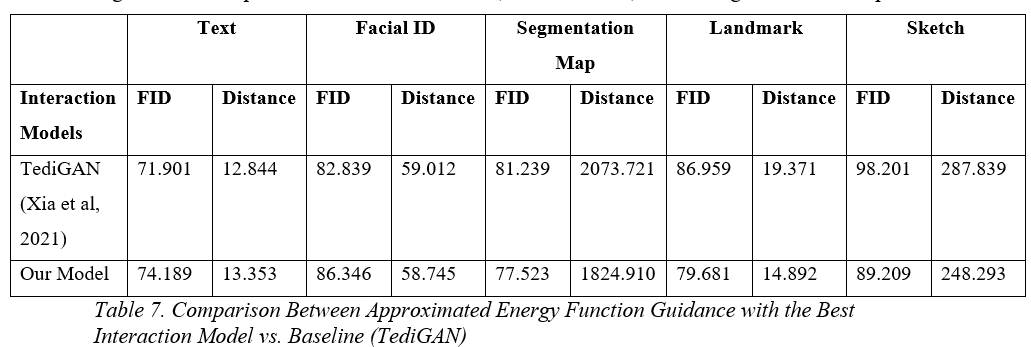 Text Facial ID Segmentation Map Landmark Sketch
Interaction Models FID Distance FID Distance FID Distance FID Distance FID Distance
TediGAN (Xia et al, 2021) 71.901 12.844 82.839 59.012 81.239 2073.721 86.959 19.371 98.201 287.839
Our Model 74.189 13.353 86.346 58.745 77.523 1824.910 79.681 14.892 89.209 248.293
Table 7. Comparison Between Approximated Energy Function Guidance with the Best
Interaction Model vs. Baseline (TediGAN)